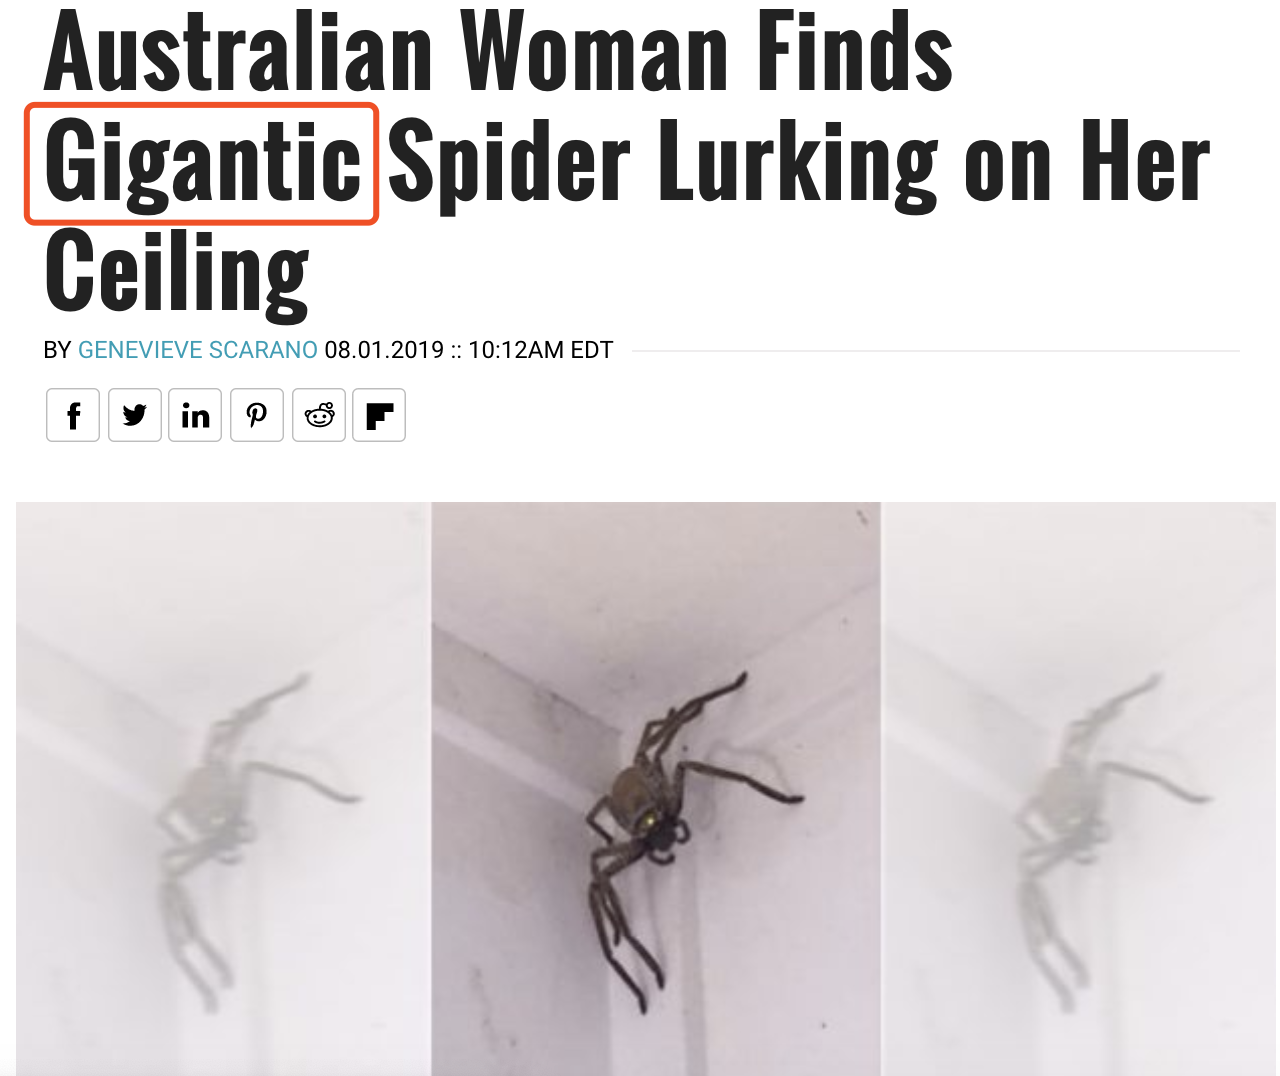 Australian Woman Finds
Gigantic Spider Lurking on Her
Ceiling
BY GENEVIEVE SCARANO 08.01.2019 :: 10:12AM EDT